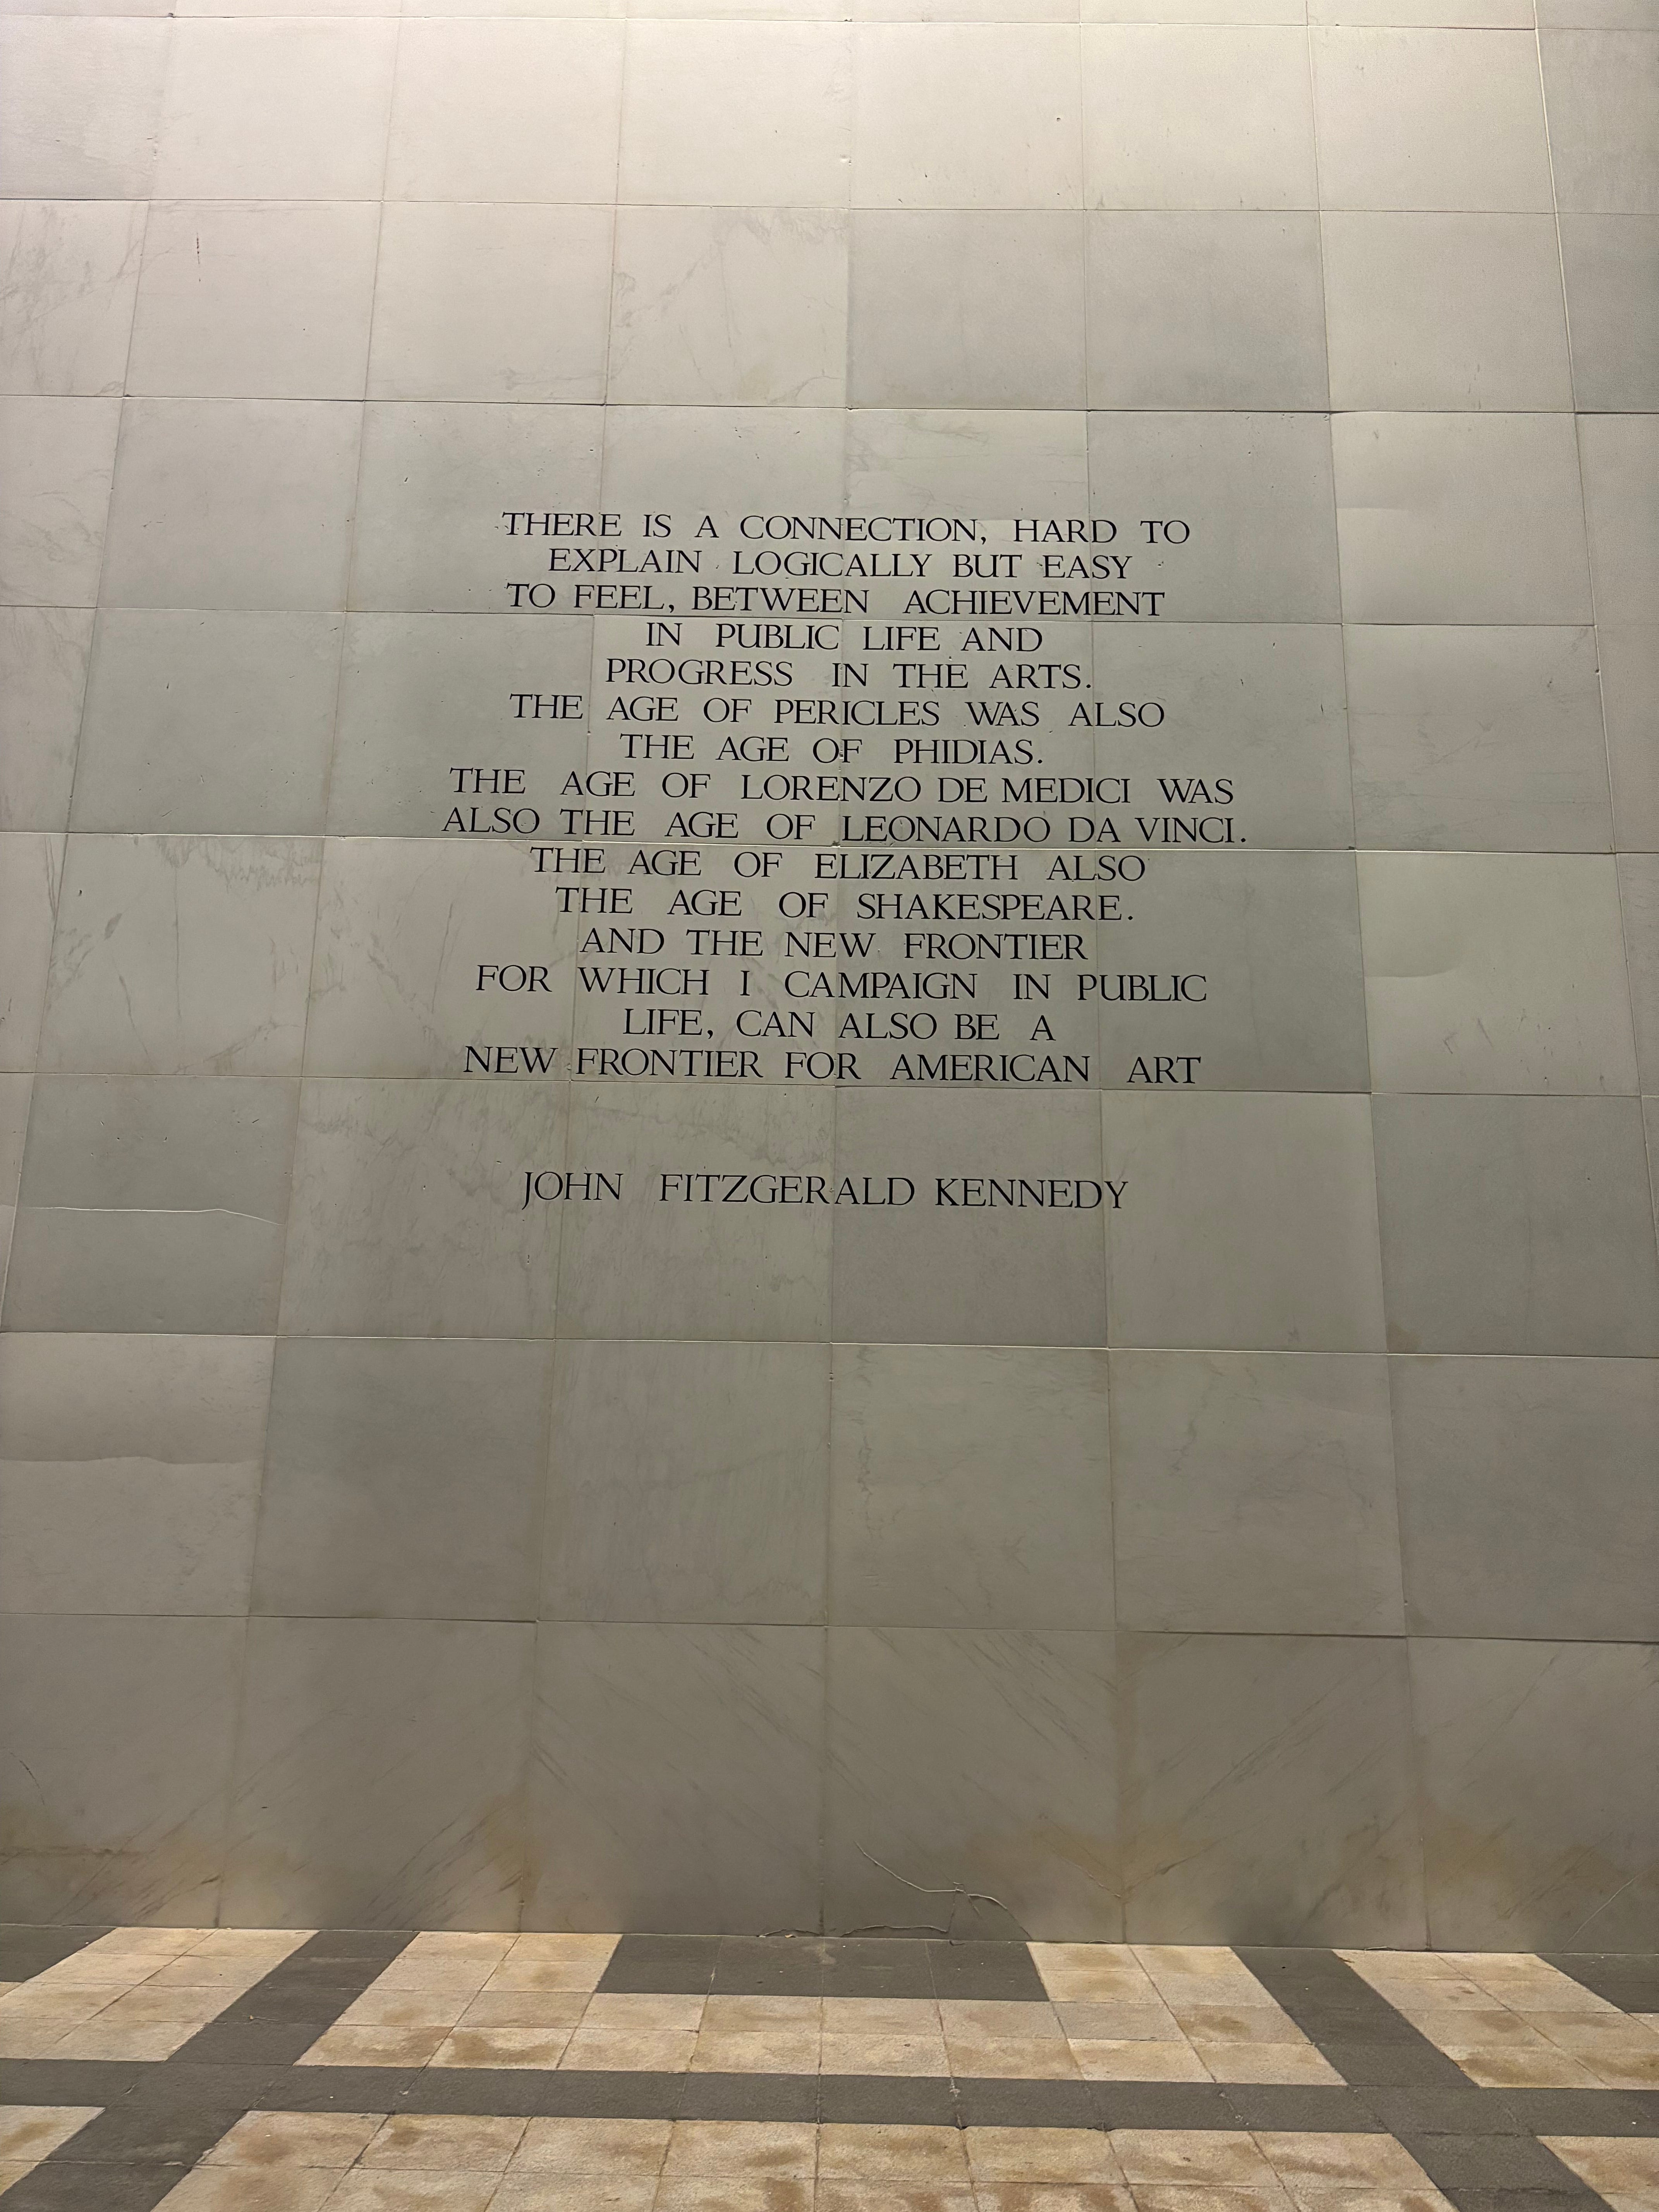 THERE IS A CONNECTION, HARD TO
EXPLAIN LOGICALLY BUT EASY
TO FEEL, BETWEEN ACHIEVEMENT
IN PUBLIC LIFE AND
PROGRESS IN THE ARTS.
THE AGE OF PERICLES WAS ALSO
THE AGE OF PHIDIAS.
THE AGE OF LORENZO DE MEDICI WAS
ALSO THE AGE OF LEONARDO DA VINCI.
THE AGE OF ELIZABETH ALSO
THE AGE OF SHAKESPEARE.
AND THE NEW FRONTIER
FOR WHICH I CAMPAIGN IN PUBLIC
LIFE, CAN ALSO BE A
NEW FRONTIER FOR AMERICAN ART
JOHN FITZGERALD KENNEDY